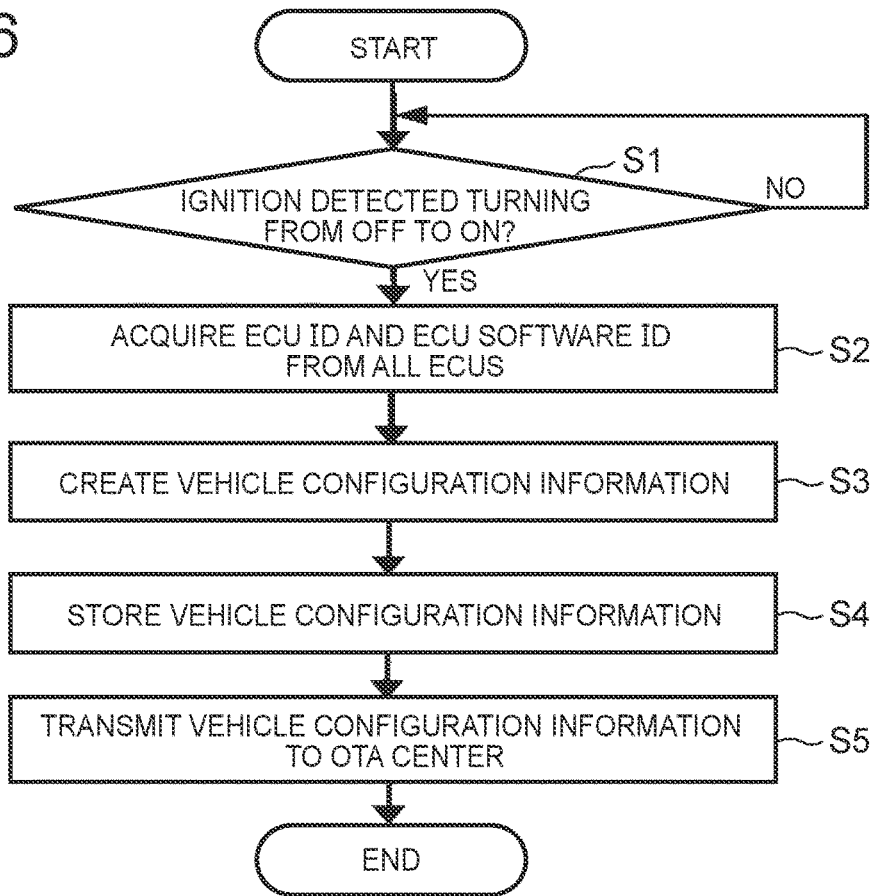 6
START
S1
IGNITION DETECTED TURNING
FROM OFF TO ON?
NO
YES
ACQUIRE ECU ID AND ECU SOFTWARE ID
FROM ALL ECUS
S2
CREATE VEHICLE CONFIGURATION INFORMATION
S3
STORE VEHICLE CONFIGURATION INFORMATION
S4
TRANSMIT VEHICLE CONFIGURATION INFORMATION
TO OTA CENTER
S5
END